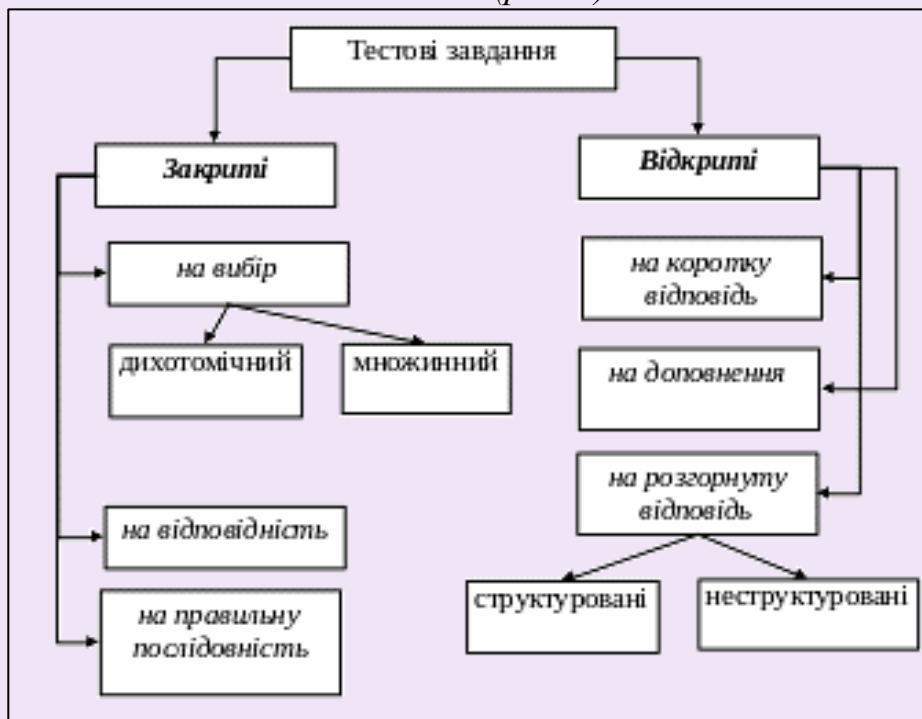 Тестові завдання
Закриті
Відкриті
на вибір
дихотомічний
множинний
на відповідність
на правильну
послідовність
на коротку
відповідь
на доповнення
на розгорнуту
відповідь
структуровані
неструктуровані